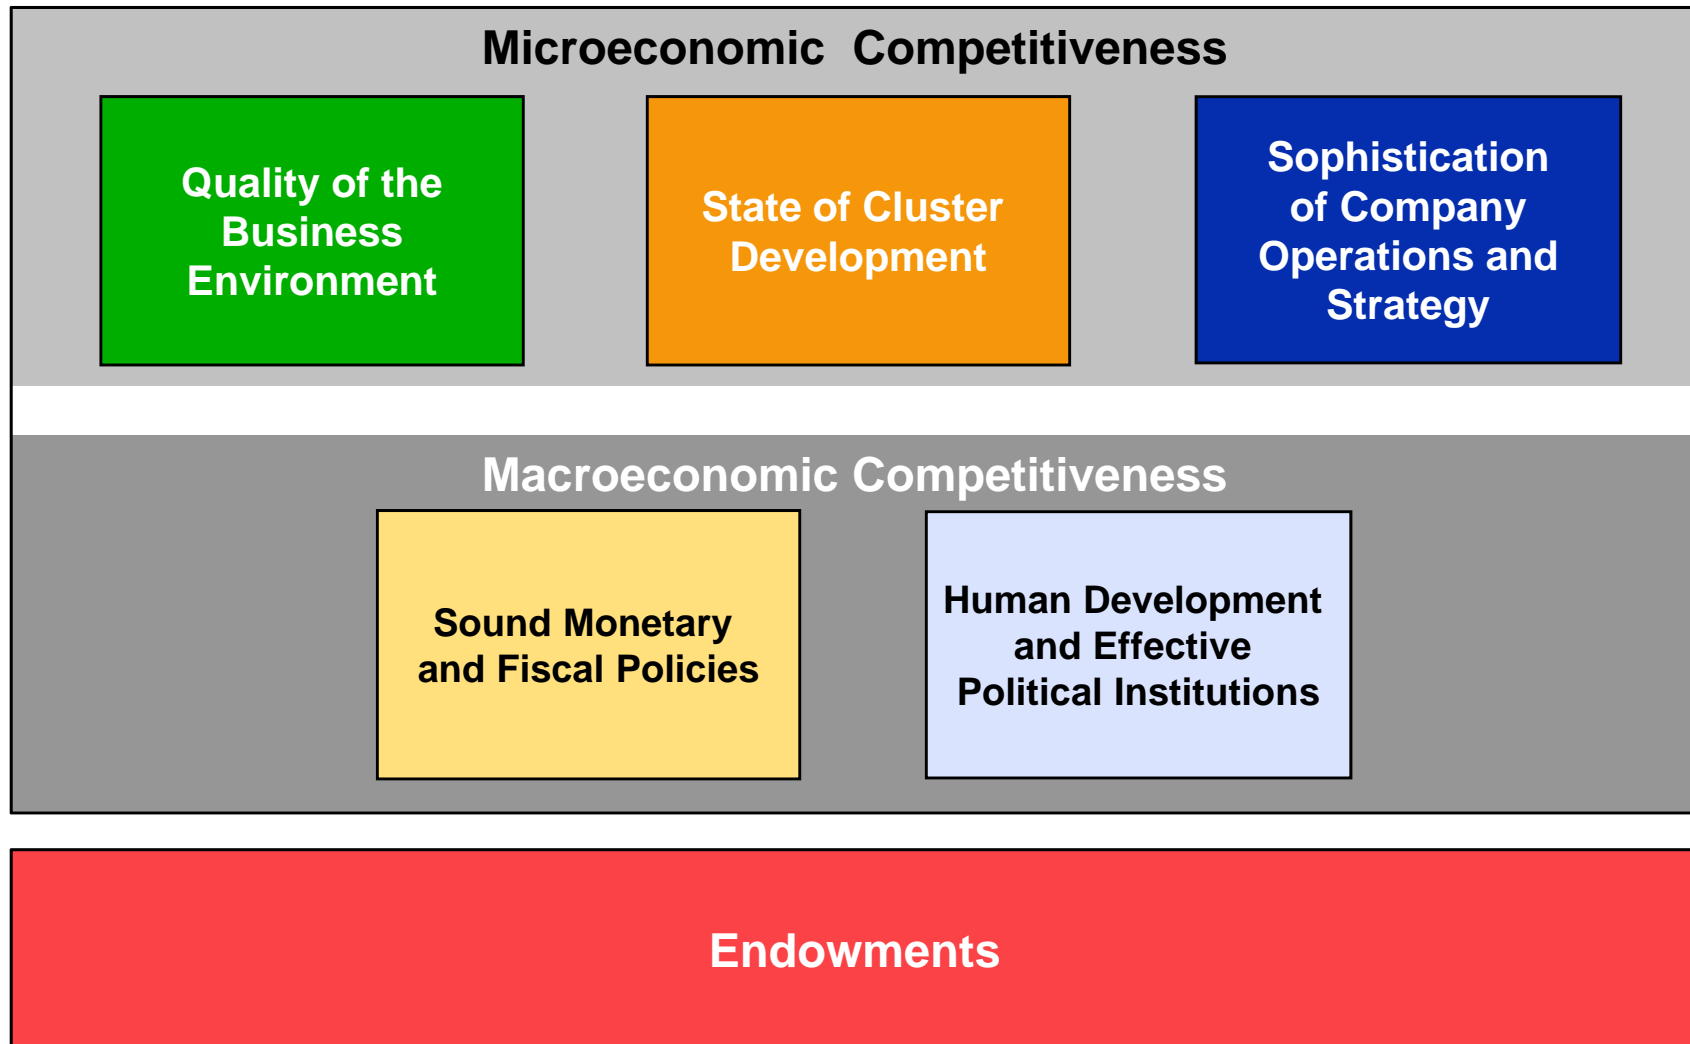 Microeconomic Competitiveness
Quality of the
Business
Environment
State of Cluster
Development
Sophistication
of Company
Operations and
Strategy
Macroeconomic Competitiveness
Sound Monetary
and Fiscal Policies
Human Development
and Effective
Political Institutions
Endowments